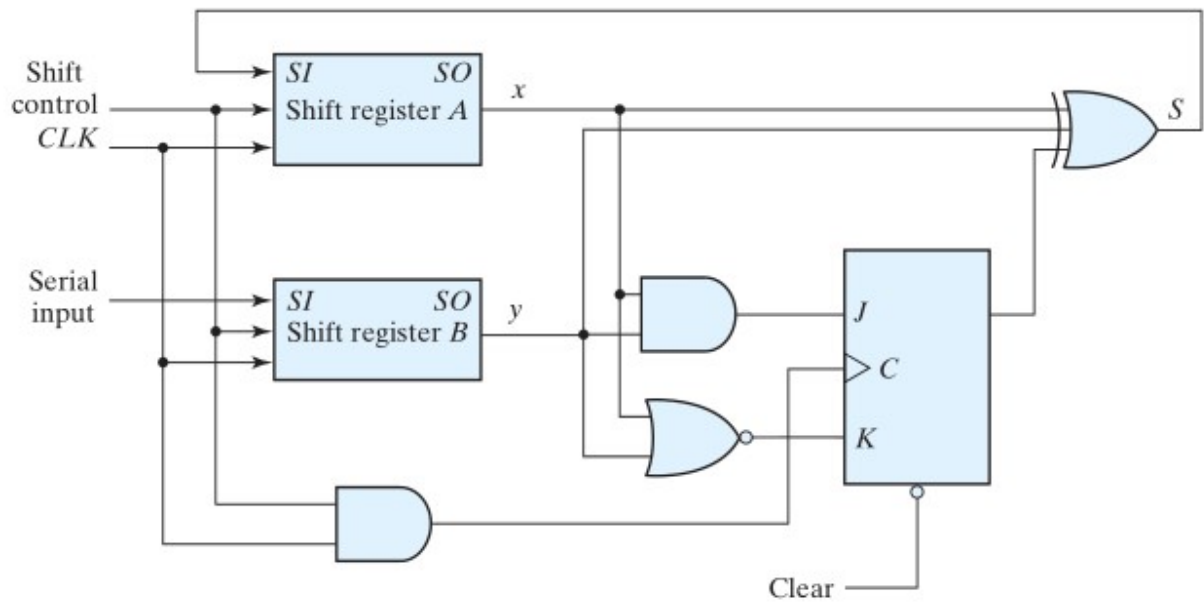 SI SO
Shift register A
x
S
Shift
control
CLK
Serial
input
SI SO
Shift register B
y
J
C
K
Clear